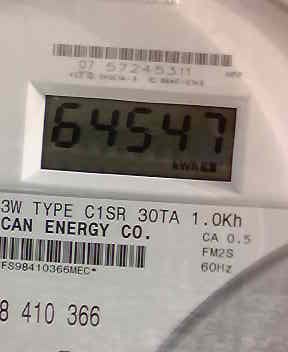 07 57245311
64547
kWh
3W TYPE C1SR 30TA 1.0Kh
CAN ENERGY CO.
CA 0.5
FM2S
60Hz
FS98410366MEC*
8 410 366